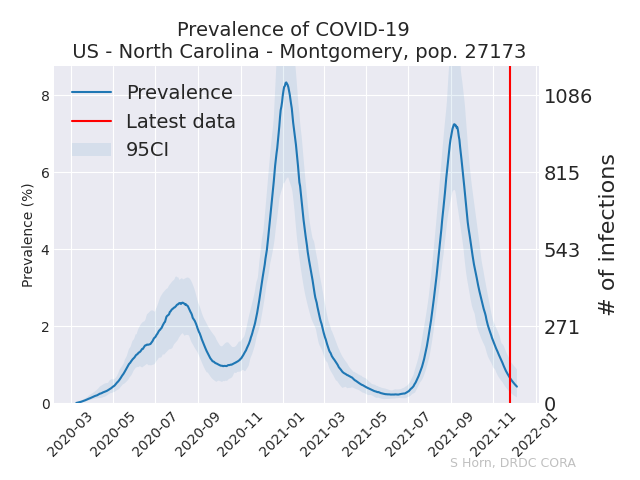 Prevalence of COVID-19
US - North Carolina - Montgomery, pop. 27173
Prevalence
Latest data
95CI
Prevalence (%)
8
6
4
2
0
1086
815
543
271
0
# of infections
2020-03
2020-05
2020-07
2020-09
2020-11
2021-01
2021-03
2021-05
2021-07
2021-09
2021-11
2022-01
S Horn, DRDC CORA